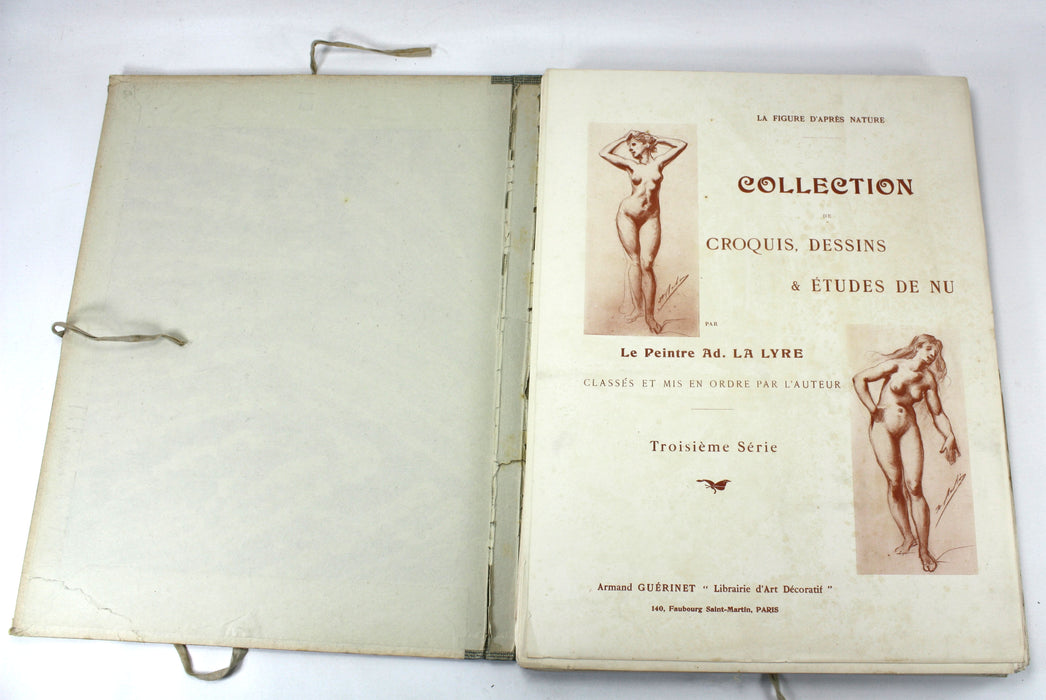 LA FIGURE D'APRÈS NATURE
COLLECTION
DE
CROQUIS, DESSINS
& ÉTUDES DE NU
PAR
Le Peintre Ad. LA LYRE
CLASSÉS ET MIS EN ORDRE PAR L'AUTEUR
Troisième Série
Armand GUÉRINET " Librairie d'Art Décoratif "
140, Faubourg Saint-Martin, PARIS